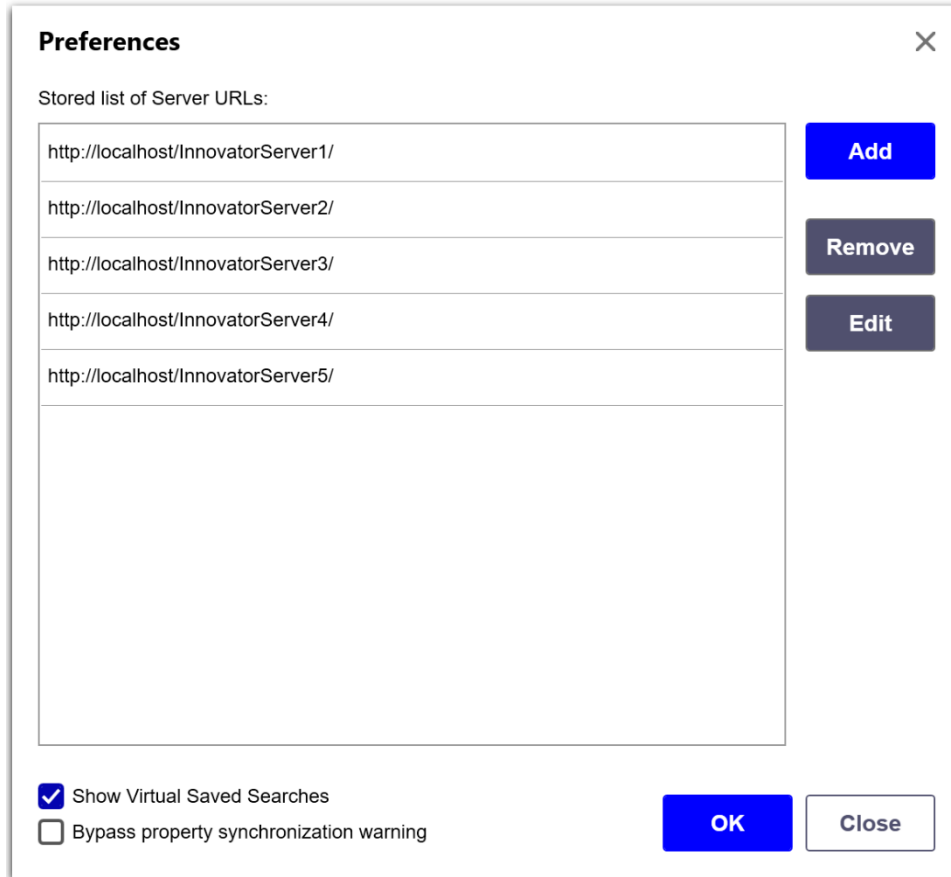 Preferences
Stored list of Server URLs:
http://localhost/InnovatorServer1/
http://localhost/InnovatorServer2/
http://localhost/InnovatorServer3/
http://localhost/InnovatorServer4/
http://localhost/InnovatorServer5/
Add
Remove
Edit
Show Virtual Saved Searches
Bypass property synchronization warning
OK
Close